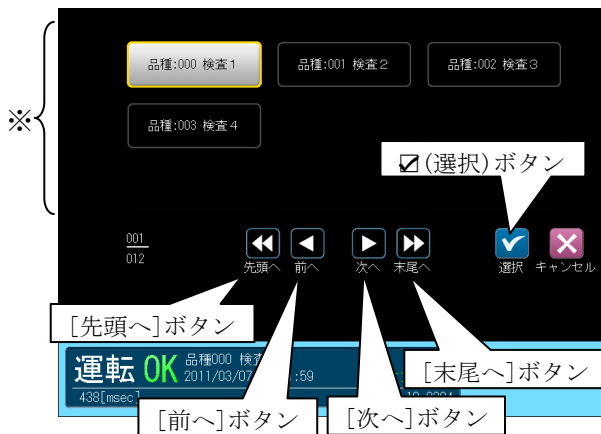 ※
品種:000 検査1
品種:001 検査2
品種:002 検査3
品種:003 検査4
☑(選択)ボタン
001
012
先頭へ
前へ
次へ
末尾へ
選択
キャンセル
[先頭へ]ボタン
[末尾へ]ボタン
[前へ]ボタン
[次へ]ボタン
運転 OK
品種000 検査
2011/03/07 :59
438[msec]